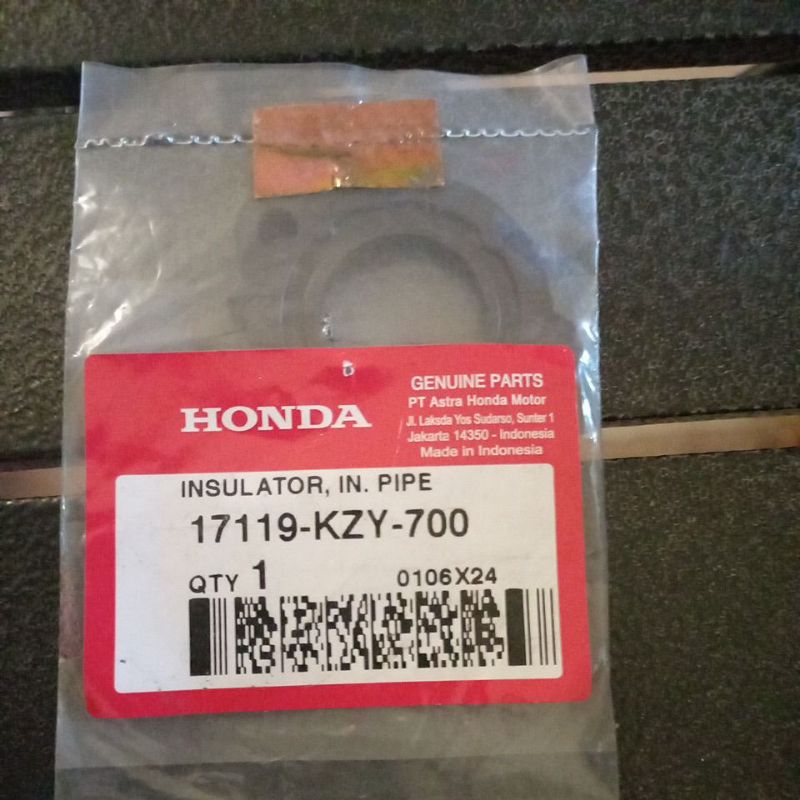 HONDA
GENUINE PARTS
PT Astra Honda Motor
Jl. Laksda Yos Sudarso, Sunter 1
Jakarta 14350 - Indonesia
Made in Indonesia
INSULATOR, IN. PIPE
17119-KZY-700
QTY 1
0106X24